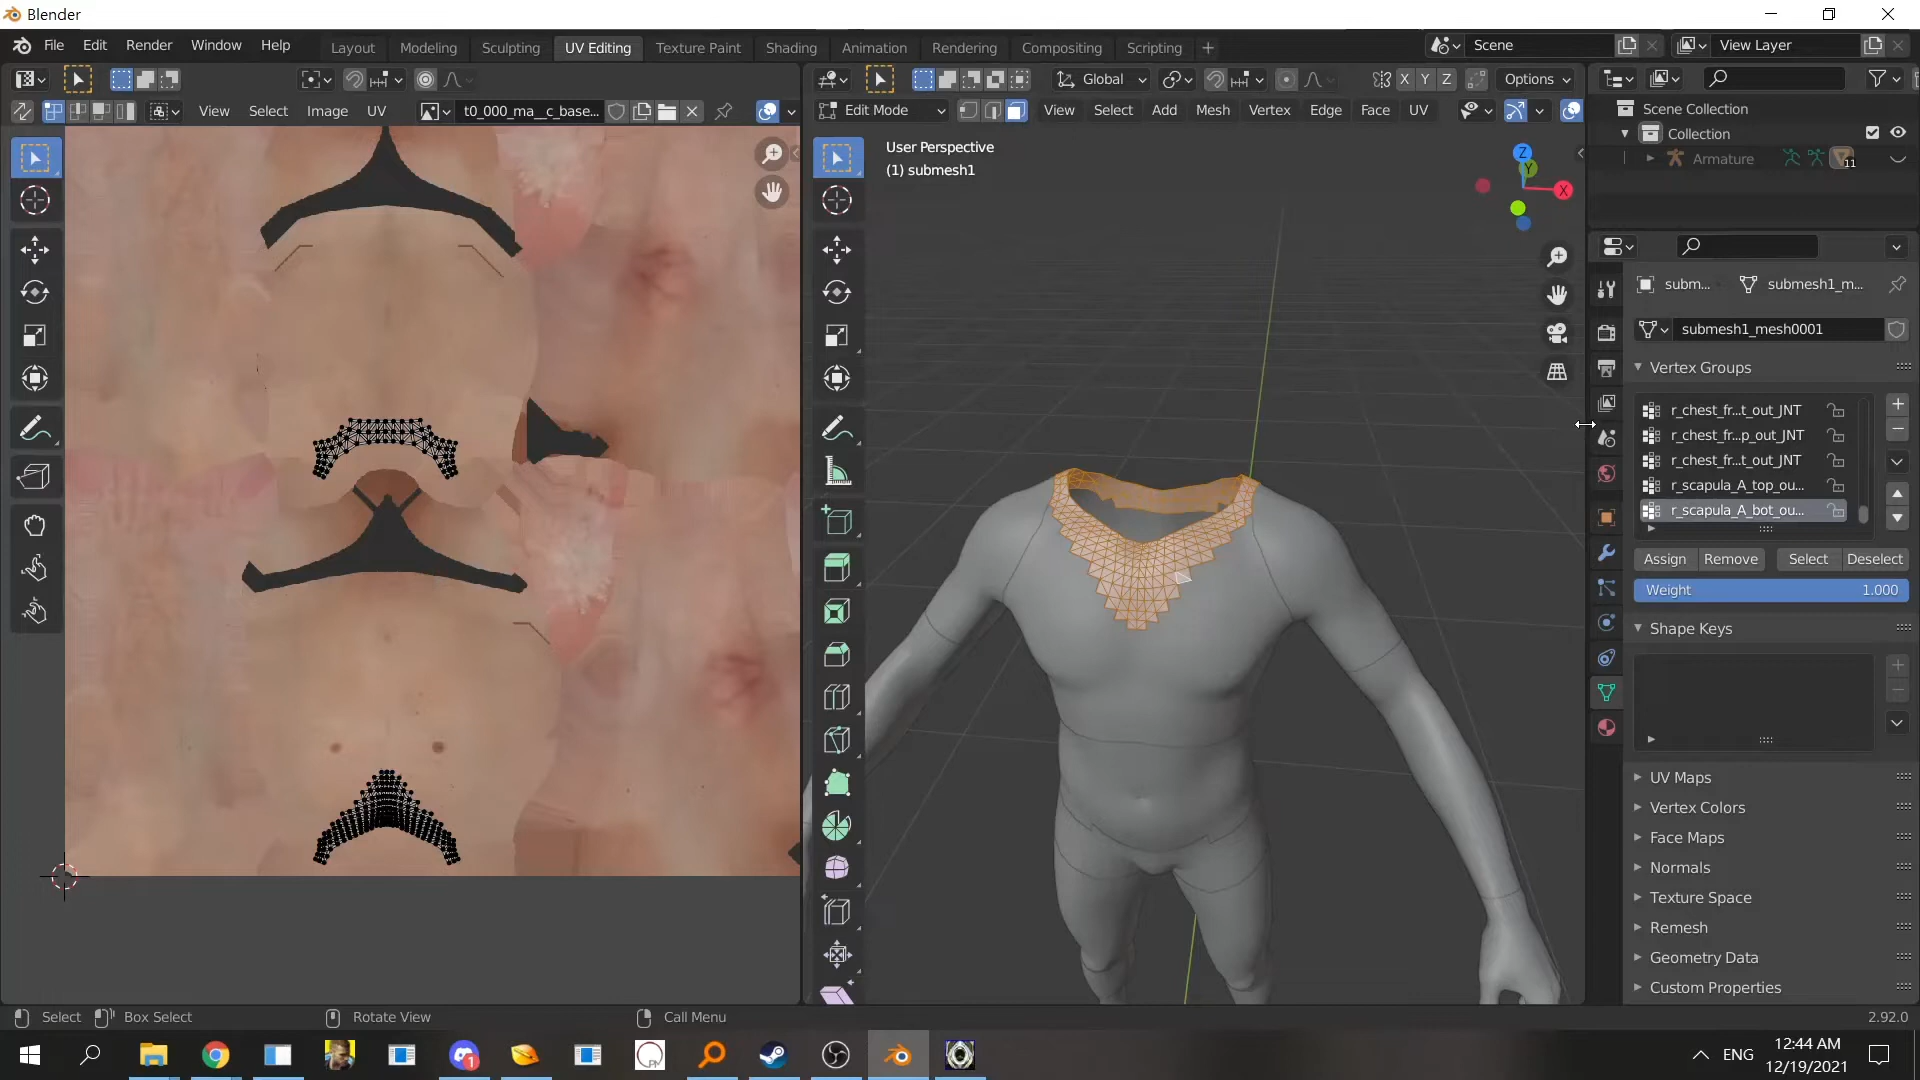 Blender
File Edit Render Window Help
Layout Modeling Sculpting UV Editing Texture Paint Shading Animation Rendering Compositing Scripting
Scene
View Layer
Global
X Y Z
Options
View Select Image UV
t0_000_ma__c_base...
Edit Mode
View Select Add Mesh Vertex Edge Face UV
Scene Collection
Collection
Armature
11
User Perspective
(1) submesh1
Z
Y
X
subm...
submesh1_m...
submesh1_mesh0001
Vertex Groups
r_chest_fr...t_out_JNT
r_chest_fr...p_out_JNT
r_chest_fr...t_out_JNT
r_scapula_A_top_ou...
r_scapula_A_bot_ou...
Assign Remove Select Deselect
Weight 1.000
Shape Keys
UV Maps
Vertex Colors
Face Maps
Normals
Texture Space
Remesh
Geometry Data
Custom Properties
Select Box Select Rotate View Call Menu
2.92.0
1
ENG
12:44 AM
12/19/2021